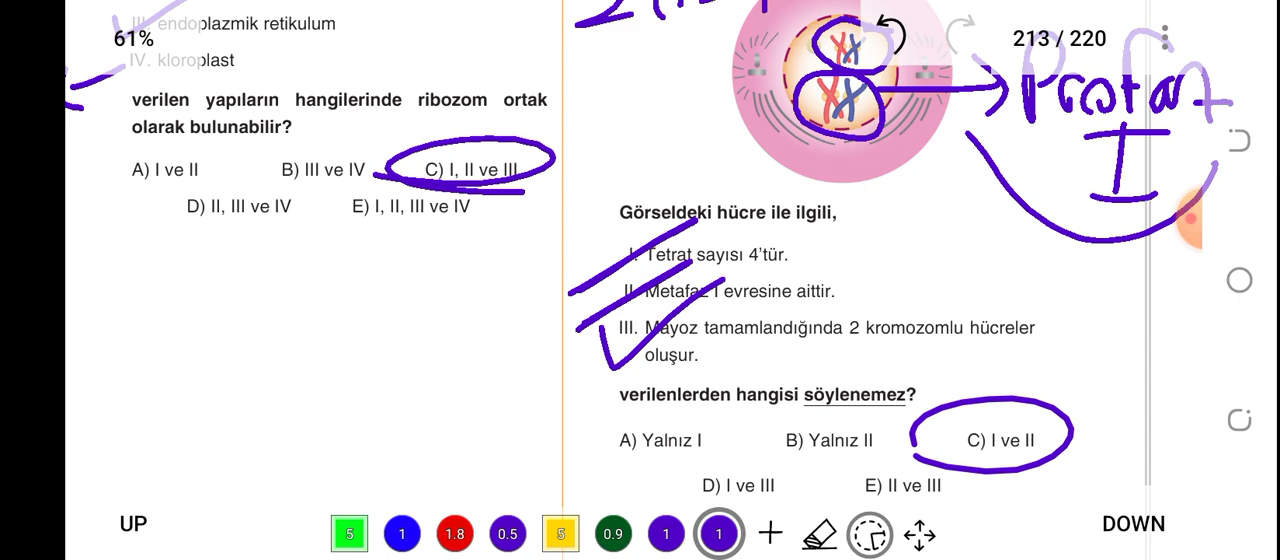 III. endoplazmik retikulum
61%
IV. kloroplast
verilen yapıların hangilerinde ribozom ortak
olarak bulunabilir?
A) I ve II
B) III ve IV
C) I, II ve III
D) II, III ve IV
E) I, II, III ve IV
213 / 220
I
Görseldeki hücre ile ilgili,
I. Tetrat sayısı 4'tür.
II. Metafaz I evresine aittir.
III. Mayoz tamamlandığında 2 kromozomlu hücreler
oluşur.
verilenlerden hangisi söylenemez?
A) Yalnız I
B) Yalnız II
C) I ve II
D) I ve III
E) II ve III
UP
5
1
1.8
0.5
5
0.9
1
1
DOWN